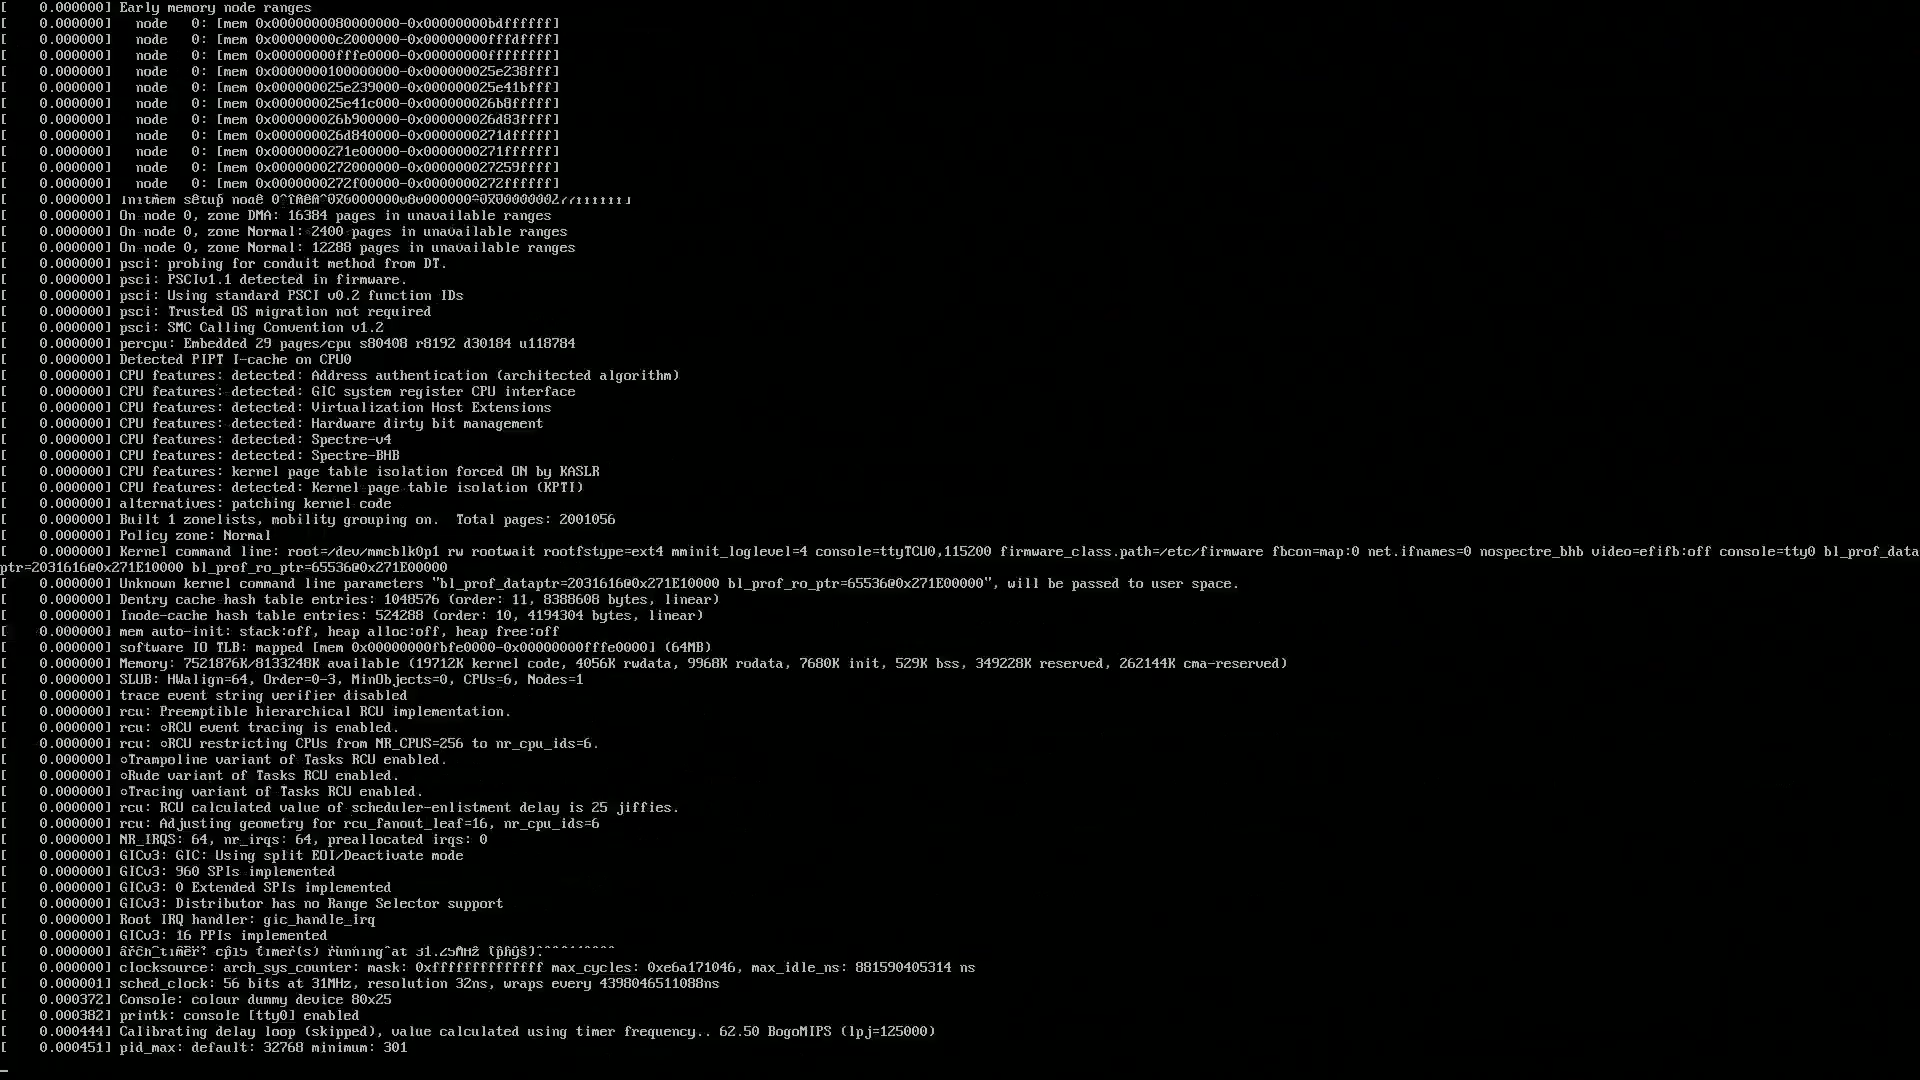 [    0.000000] Early memory node ranges
[    0.000000]   node   0: [mem 0x0000000080000000-0x00000000bdffffff]
[    0.000000]   node   0: [mem 0x00000000c2000000-0x00000000fffdffff]
[    0.000000]   node   0: [mem 0x00000000fffe0000-0x00000000ffffffff]
[    0.000000]   node   0: [mem 0x0000000100000000-0x000000025e238fff]
[    0.000000]   node   0: [mem 0x000000025e239000-0x000000025e41bfff]
[    0.000000]   node   0: [mem 0x000000025e41c000-0x000000026b8fffff]
[    0.000000]   node   0: [mem 0x000000026b900000-0x000000026d83ffff]
[    0.000000]   node   0: [mem 0x000000026d840000-0x0000000271dfffff]
[    0.000000]   node   0: [mem 0x0000000271e00000-0x0000000271ffffff]
[    0.000000]   node   0: [mem 0x0000000272000000-0x000000027259ffff]
[    0.000000]   node   0: [mem 0x0000000272f00000-0x0000000272ffffff]
[    0.000000] Initmem setup node 0
[    0.000000] On node 0, zone DMA: 16384 pages in unavailable ranges
[    0.000000] On node 0, zone Normal: 2400 pages in unavailable ranges
[    0.000000] On node 0, zone Normal: 12288 pages in unavailable ranges
[    0.000000] psci: probing for conduit method from DT.
[    0.000000] psci: PSCIv1.1 detected in firmware.
[    0.000000] psci: Using standard PSCI v0.2 function IDs
[    0.000000] psci: Trusted OS migration not required
[    0.000000] psci: SMC Calling Convention v1.2
[    0.000000] percpu: Embedded 29 pages/cpu s80408 r8192 d30184 u118784
[    0.000000] Detected PIPT I-cache on CPU0
[    0.000000] CPU features: detected: Address authentication (architected algorithm)
[    0.000000] CPU features: detected: GIC system register CPU interface
[    0.000000] CPU features: detected: Virtualization Host Extensions
[    0.000000] CPU features: detected: Hardware dirty bit management
[    0.000000] CPU features: detected: Spectre-v4
[    0.000000] CPU features: detected: Spectre-BHB
[    0.000000] CPU features: kernel page table isolation forced ON by KASLR
[    0.000000] CPU features: detected: Kernel page table isolation (KPTI)
[    0.000000] alternatives: patching kernel code
[    0.000000] Built 1 zonelists, mobility grouping on.  Total pages: 2001056
[    0.000000] Policy zone: Normal
[    0.000000] Kernel command line: root=/dev/mmcblk0p1 rw rootwait rootfstype=ext4 mminit_loglevel=4 console=ttyTCU0,115200 firmware_class.path=/etc/firmware fbcon=map:0 net.ifnames=0 nospectre_bhb video=efifb:off console=tty0 bl_prof_data
ptr=2031616@0x271E10000 bl_prof_ro_ptr=65536@0x271E00000
[    0.000000] Unknown kernel command line parameters "bl_prof_dataptr=2031616@0x271E10000 bl_prof_ro_ptr=65536@0x271E00000", will be passed to user space.
[    0.000000] Dentry cache hash table entries: 1048576 (order: 11, 8388608 bytes, linear)
[    0.000000] Inode-cache hash table entries: 524288 (order: 10, 4194304 bytes, linear)
[    0.000000] mem auto-init: stack:off, heap alloc:off, heap free:off
[    0.000000] software IO TLB: mapped [mem 0x00000000fbfe0000-0x00000000fffe0000] (64MB)
[    0.000000] Memory: 7521876K/8133248K available (19712K kernel code, 4056K rwdata, 9968K rodata, 7680K init, 529K bss, 349228K reserved, 262144K cma-reserved)
[    0.000000] SLUB: HWalign=64, Order=0-3, MinObjects=0, CPUs=6, Nodes=1
[    0.000000] trace event string verifier disabled
[    0.000000] rcu: Preemptible hierarchical RCU implementation.
[    0.000000] rcu: ○RCU event tracing is enabled.
[    0.000000] rcu: ○RCU restricting CPUs from NR_CPUS=256 to nr_cpu_ids=6.
[    0.000000] ○Trampoline variant of Tasks RCU enabled.
[    0.000000] ○Rude variant of Tasks RCU enabled.
[    0.000000] ○Tracing variant of Tasks RCU enabled.
[    0.000000] rcu: RCU calculated value of scheduler-enlistment delay is 25 jiffies.
[    0.000000] rcu: Adjusting geometry for rcu_fanout_leaf=16, nr_cpu_ids=6
[    0.000000] NR_IRQS: 64, nr_irqs: 64, preallocated irqs: 0
[    0.000000] GICv3: GIC: Using split EOI/Deactivate mode
[    0.000000] GICv3: 960 SPIs implemented
[    0.000000] GICv3: 0 Extended SPIs implemented
[    0.000000] GICv3: Distributor has no Range Selector support
[    0.000000] Root IRQ handler: gic_handle_irq
[    0.000000] GICv3: 16 PPIs implemented
[    0.000000] arch_timer: cp15 timer(s) running at 31.25MHz (phys).
[    0.000000] clocksource: arch_sys_counter: mask: 0xffffffffffffff max_cycles: 0xe6a171046, max_idle_ns: 881590405314 ns
[    0.000001] sched_clock: 56 bits at 31MHz, resolution 32ns, wraps every 4398046511088ns
[    0.000372] Console: colour dummy device 80x25
[    0.000382] printk: console [tty0] enabled
[    0.000444] Calibrating delay loop (skipped), value calculated using timer frequency.. 62.50 BogoMIPS (lpj=125000)
[    0.000451] pid_max: default: 32768 minimum: 301
_